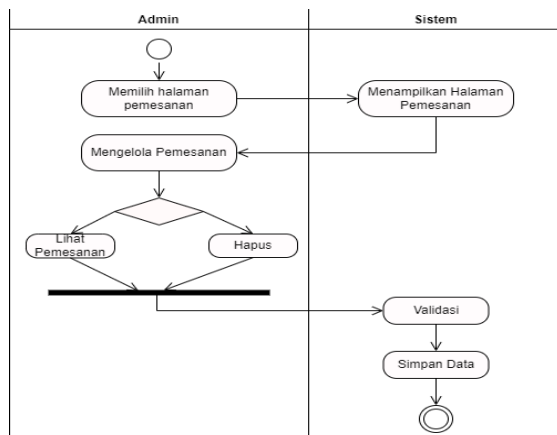 Admin
Sistem
Memilih halaman
pemesanan
Menampilkan Halaman
Pemesanan
Mengelola Pemesanan
Lihat
Pemesanan
Hapus
Validasi
Simpan Data